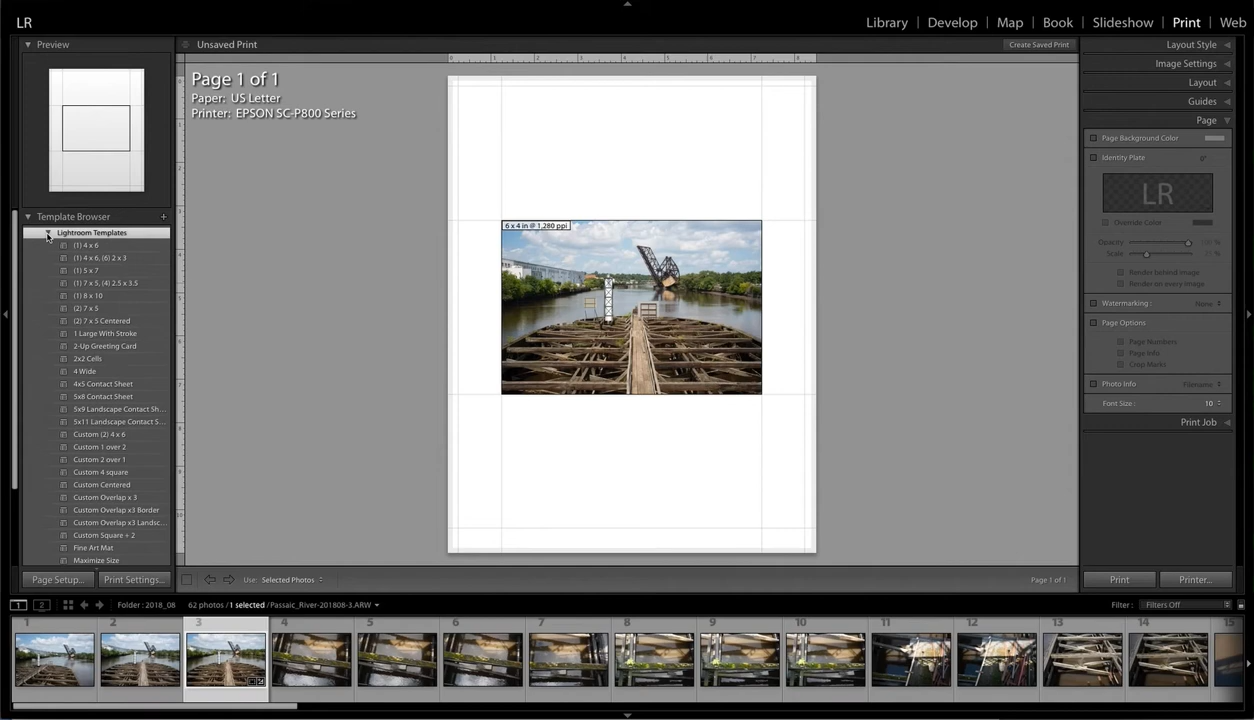 LR
Library | Develop | Map | Book | Slideshow | Print | Web
Preview
Unsaved Print
Create Saved Print
Page 1 of 1
Paper: US Letter
Printer: EPSON SC-P800 Series
0 1 2 3 4 5 6 7 8
6 x 4 in @ 1,280 ppi
Template Browser +
Lightroom Templates
(1) 4 x 6
(1) 4 x 6, (6) 2 x 3
(1) 5 x 7
(1) 7 x 5, (4) 2.5 x 3.5
(1) 8 x 10
(2) 7 x 5
(2) 7 x 5 Centered
1 Large With Stroke
2-Up Greeting Card
2x2 Cells
4 Wide
4x5 Contact Sheet
5x8 Contact Sheet
5x9 Landscape Contact Sh...
5x11 Landscape Contact S...
Custom (2) 4 x 6
Custom 1 over 2
Custom 2 over 1
Custom 4 square
Custom Centered
Custom Overlap x 3
Custom Overlap x3 Border
Custom Overlap x3 Landsc...
Custom Square + 2
Fine Art Mat
Maximize Size
Page Setup...
Print Settings...
Use: Selected Photos
Page 1 of 1
Layout Style
Image Settings
Layout
Guides
Page
Page Background Color
Identity Plate 0°
LR
Override Color
Opacity
Scale
Render behind image
Render on every image
Watermarking : None
Page Options
Page Numbers
Page Info
Crop Marks
Photo Info Filename
Font Size : 10
Print Job
Print
Printer...
1 2
Folder : 2018_08
62 photos / 1 selected / Passaic_River-201808-3.ARW
Filter : Filters Off
1 2 3 4 5 6 7 8 9 10 11 12 13 14 15